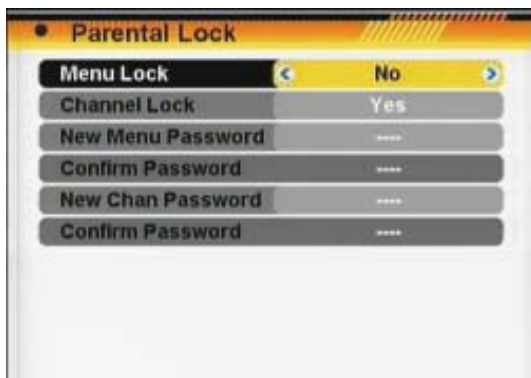 Parental Lock
Menu Lock No
Channel Lock Yes
New Menu Password ----
Confirm Password ----
New Chan Password ----
Confirm Password ----